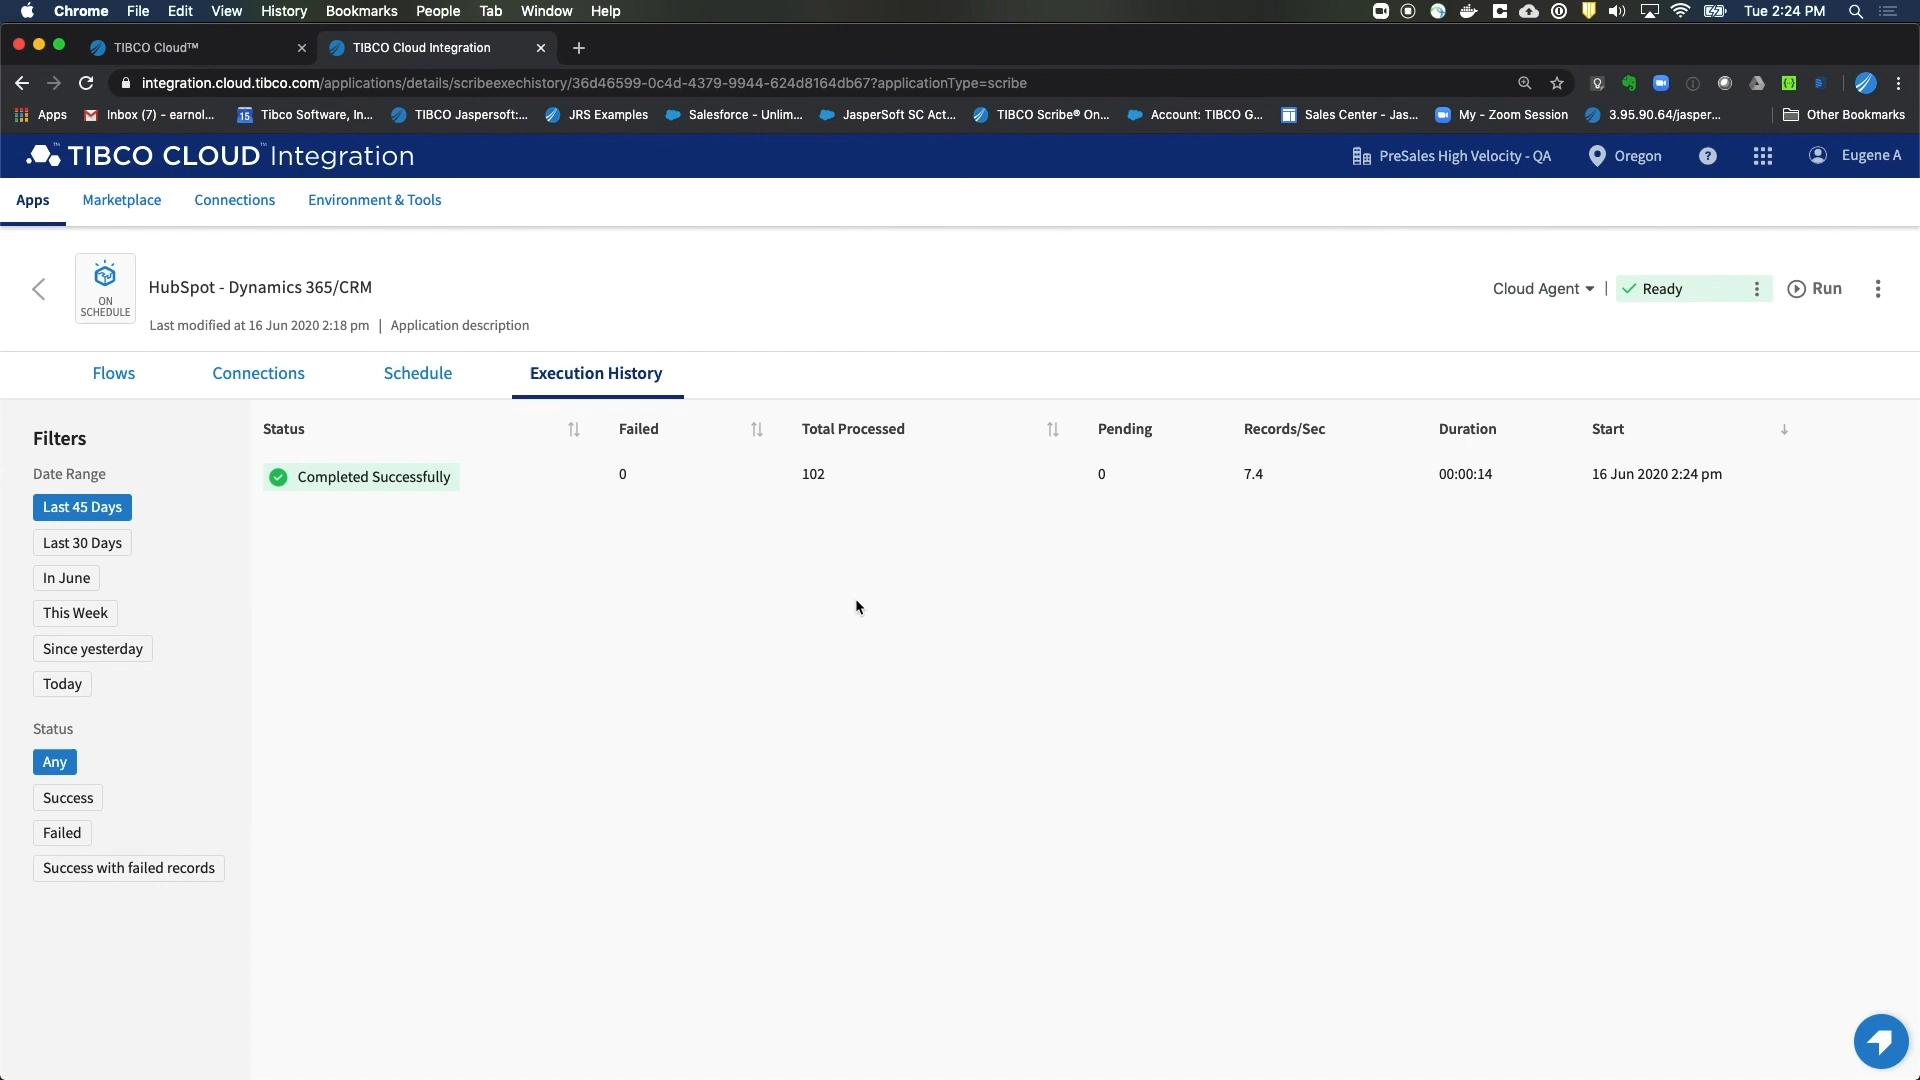 Chrome File Edit View History Bookmarks People Tab Window Help Tue 2:24 PM
TIBCO Cloud™ TIBCO Cloud Integration
integration.cloud.tibco.com/applications/details/scribeexechistory/36d46599-0c4d-4379-9944-624d8164db67?applicationType=scribe
Apps Inbox (7) - earnol... 15 Tibco Software, In... TIBCO Jaspersoft:... JRS Examples Salesforce - Unlim... JasperSoft SC Act... TIBCO Scribe® On... Account: TIBCO G... Sales Center - Jas... My - Zoom Session 3.95.90.64/jasper... Other Bookmarks
TIBCO CLOUD™ Integration PreSales High Velocity - QA Oregon ? Eugene A
Apps Marketplace Connections Environment & Tools
ON
SCHEDULE
HubSpot - Dynamics 365/CRM
Cloud Agent | Ready Run
Last modified at 16 Jun 2020 2:18 pm | Application description
Flows Connections Schedule Execution History
Filters
Date Range
Last 45 Days
Last 30 Days
In June
This Week
Since yesterday
Today
Status
Any
Success
Failed
Success with failed records
Status Failed Total Processed Pending Records/Sec Duration Start
Completed Successfully 0 102 0 7.4 00:00:14 16 Jun 2020 2:24 pm